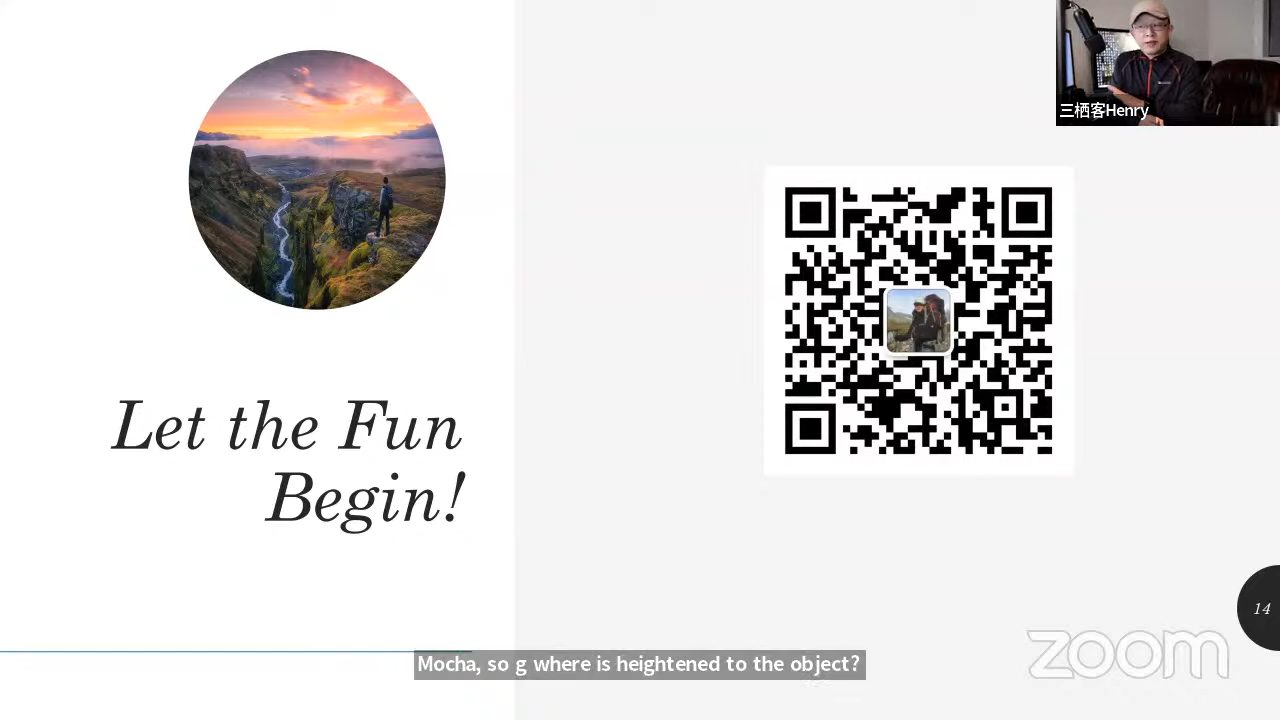 三栖客Henry
Let the Fun
Begin!
14
zoom
Mocha, so g where is heightened to the object?